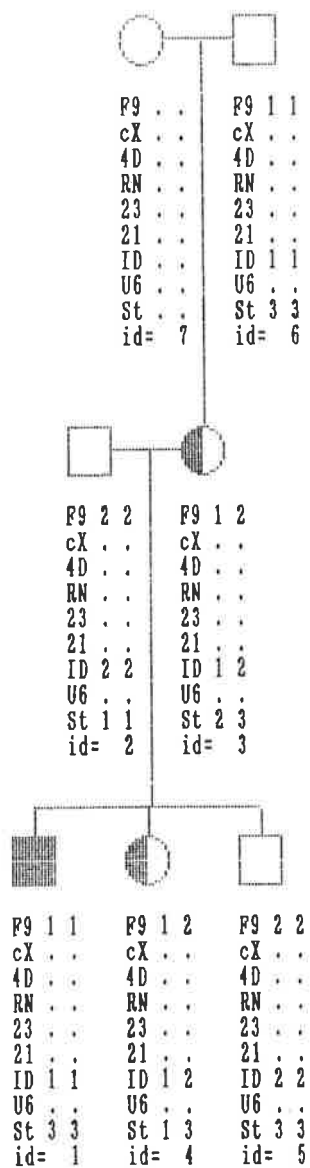 F9 . .
cX . .
4D . .
RN . .
23 . .
21 . .
ID . .
U6 . .
St . .
id= 7
F9 1 1
cX . .
4D . .
RN . .
23 . .
21 . .
ID 1 1
U6 . .
St 3 3
id= 6
F9 2 2
cX . .
4D . .
RN . .
23 . .
21 . .
ID 2 2
U6 . .
St 1 1
id= 2
F9 1 2
cX . .
4D . .
RN . .
23 . .
21 . .
ID 1 2
U6 . .
St 2 3
id= 3
F9 1 1
cX . .
4D . .
RN . .
23 . .
21 . .
ID 1 1
U6 . .
St 3 3
id= 1
F9 1 2
cX . .
4D . .
RN . .
23 . .
21 . .
ID 1 2
U6 . .
St 1 3
id= 4
F9 2 2
cX . .
4D . .
RN . .
23 . .
21 . .
ID 2 2
U6 . .
St 3 3
id= 5